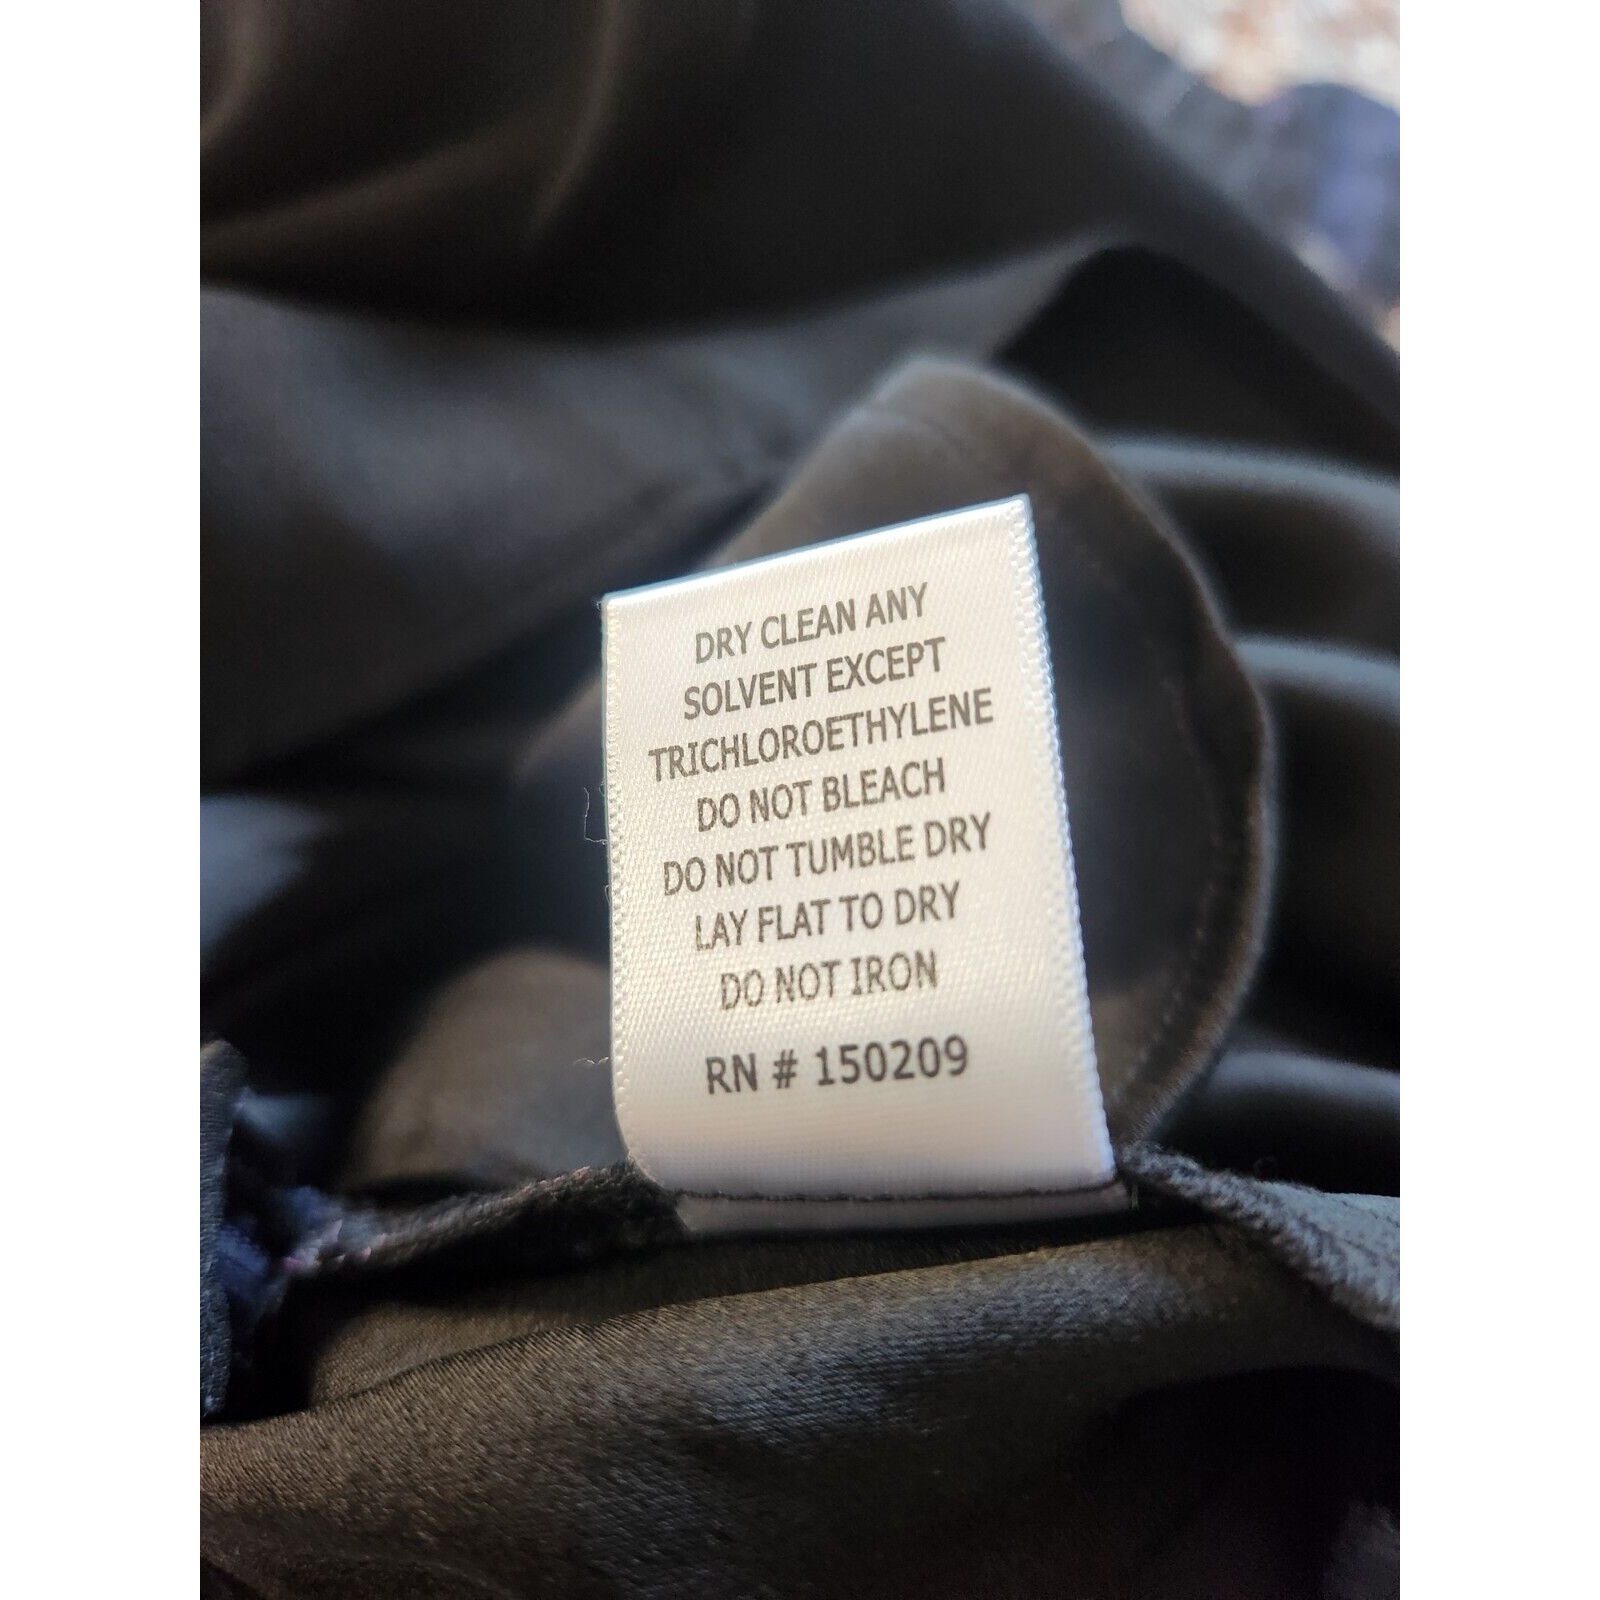 DRY CLEAN ANY
SOLVENT EXCEPT
TRICHLOROETHYLENE
DO NOT BLEACH
DO NOT TUMBLE DRY
LAY FLAT TO DRY
DO NOT IRON
RN # 150209